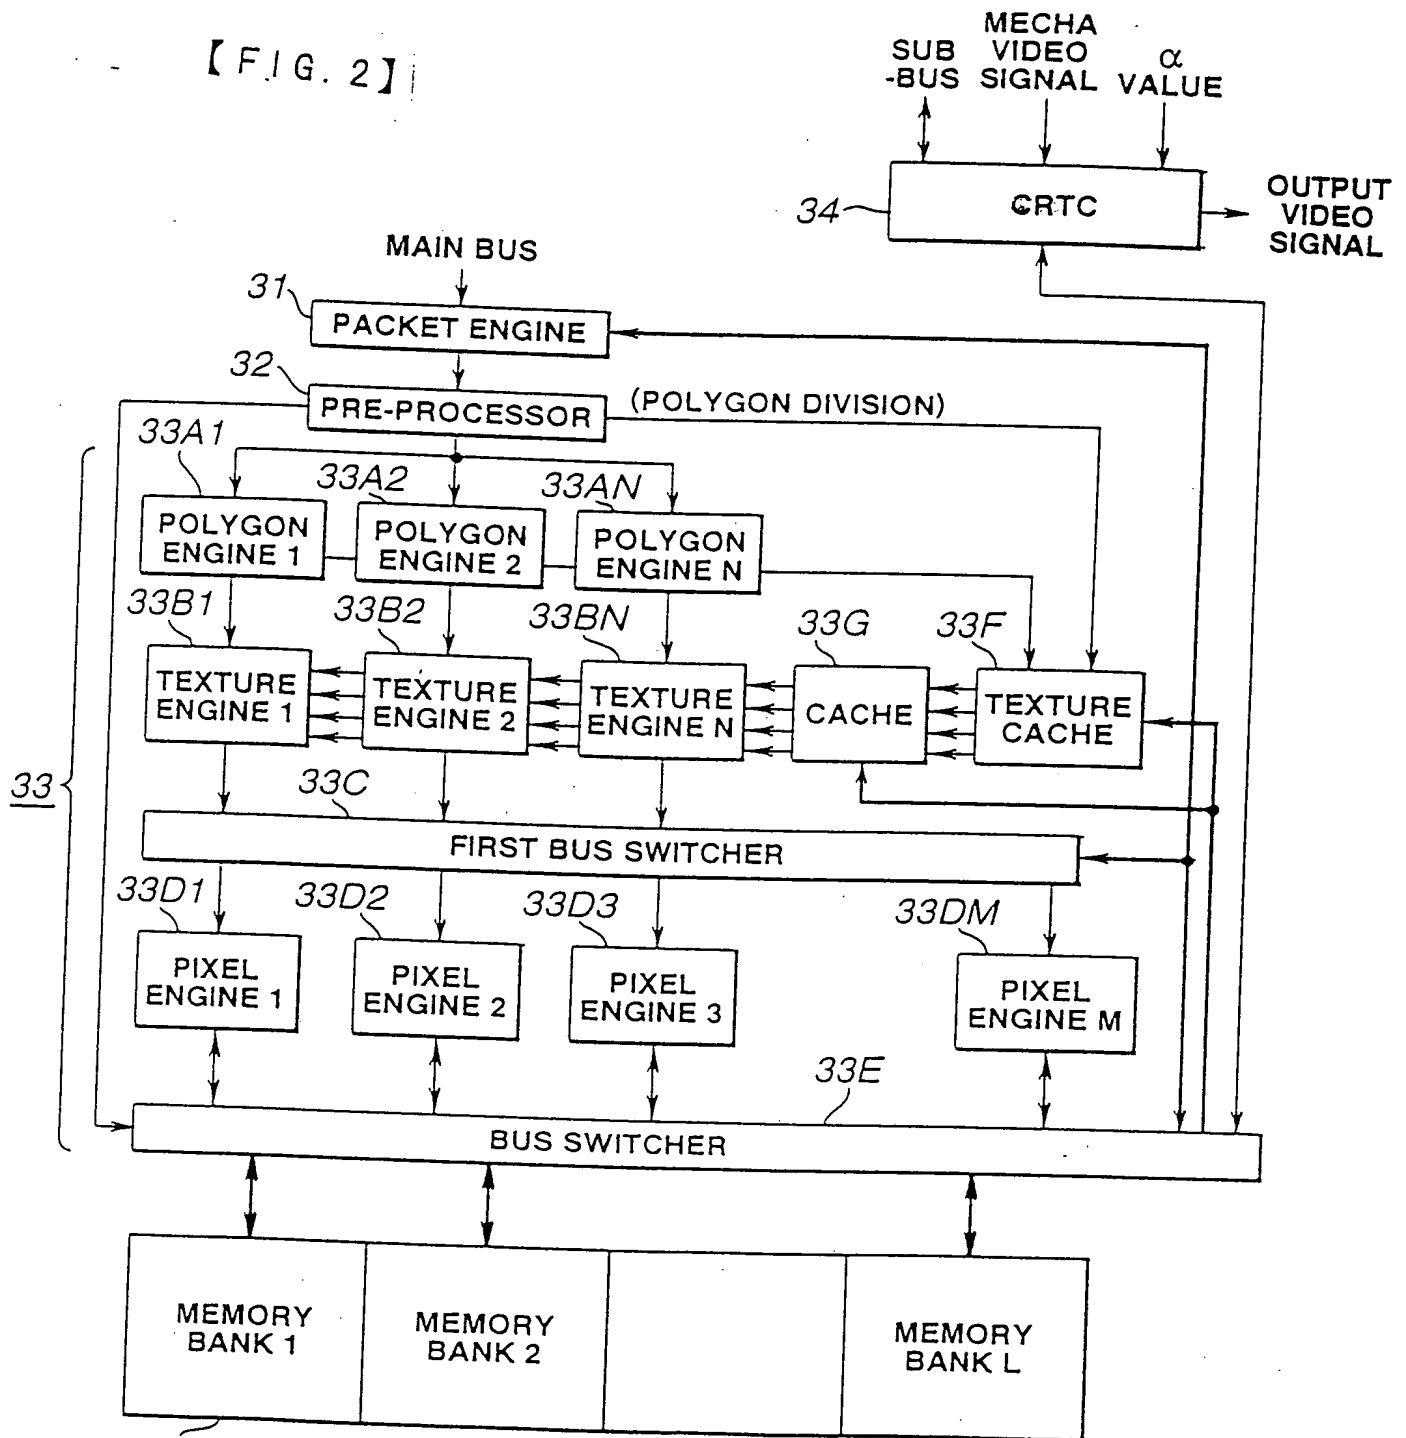 【FIG. 2】
SUB
-BUS
MECHA
VIDEO
SIGNAL
α
VALUE
34
CRTC
OUTPUT
VIDEO
SIGNAL
MAIN BUS
31
PACKET ENGINE
32
PRE-PROCESSOR
(POLYGON DIVISION)
33A1
33A2
33AN
POLYGON
ENGINE 1
POLYGON
ENGINE 2
POLYGON
ENGINE N
33B1
33B2
33BN
33G
33F
TEXTURE
ENGINE 1
TEXTURE
ENGINE 2
TEXTURE
ENGINE N
CACHE
TEXTURE
CACHE
33
33C
FIRST BUS SWITCHER
33D1
33D2
33D3
33DM
PIXEL
ENGINE 1
PIXEL
ENGINE 2
PIXEL
ENGINE 3
PIXEL
ENGINE M
33E
BUS SWITCHER
MEMORY
BANK 1
MEMORY
BANK 2
MEMORY
BANK L